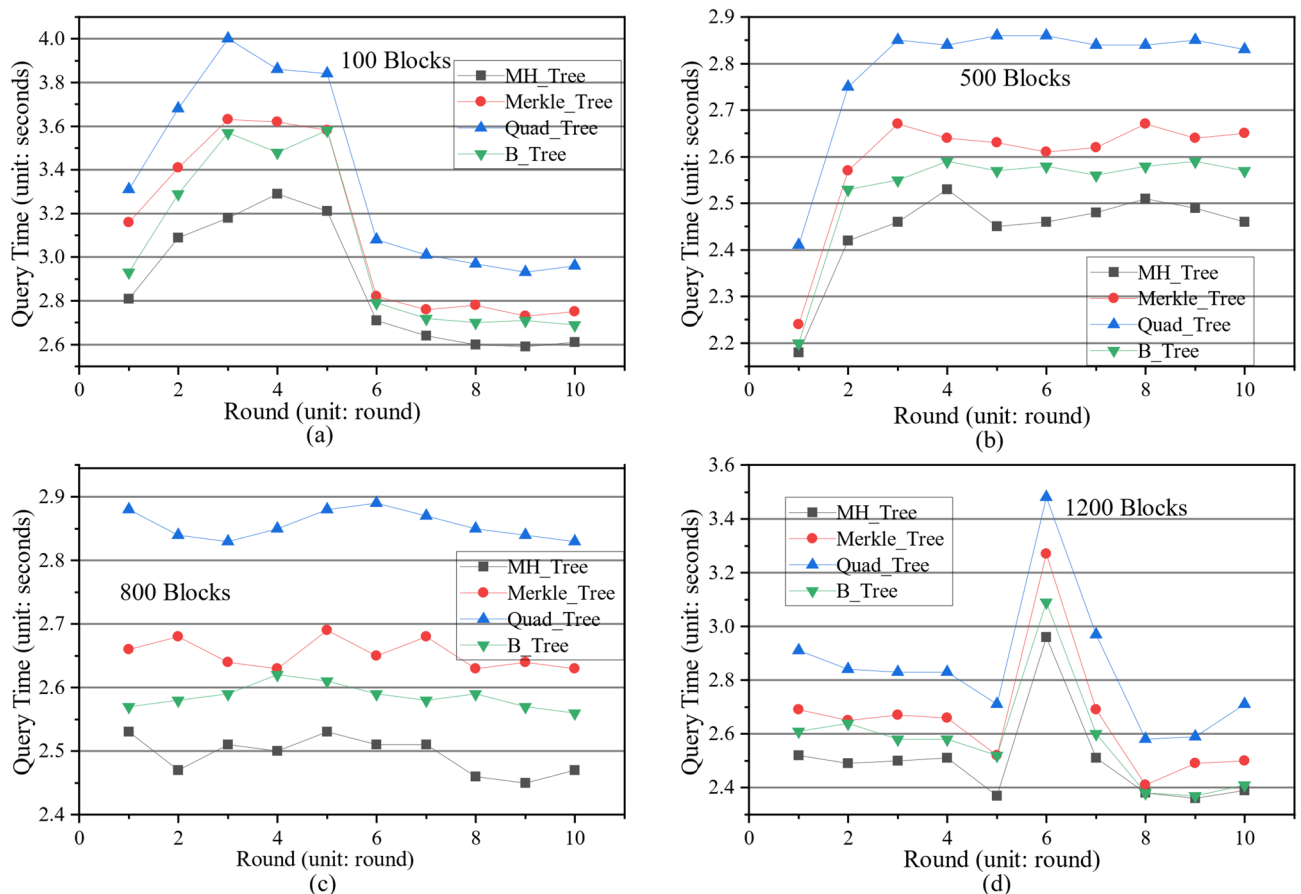 Query Time (unit: seconds)
4.0
3.8
3.6
3.4
3.2
3.0
2.8
2.6
100 Blocks
MH_Tree
Merkle_Tree
Quad_Tree
B_Tree
0 2 4 6 8 10
Round (unit: round)
(a)
Query Time (unit: seconds)
2.9
2.8
2.7
2.6
2.5
2.4
2.3
2.2
500 Blocks
MH_Tree
Merkle_Tree
Quad_Tree
B_Tree
0 2 4 6 8 10
Round (unit: round)
(b)
Query Time (unit: seconds)
2.9
2.8
2.7
2.6
2.5
2.4
800 Blocks
MH_Tree
Merkle_Tree
Quad_Tree
B_Tree
0 2 4 6 8 10
Round (unit: round)
(c)
Query Time (unit: seconds)
3.6
3.4
3.2
3.0
2.8
2.6
2.4
1200 Blocks
MH_Tree
Merkle_Tree
Quad_Tree
B_Tree
0 2 4 6 8 10
Round (unit: round)
(d)